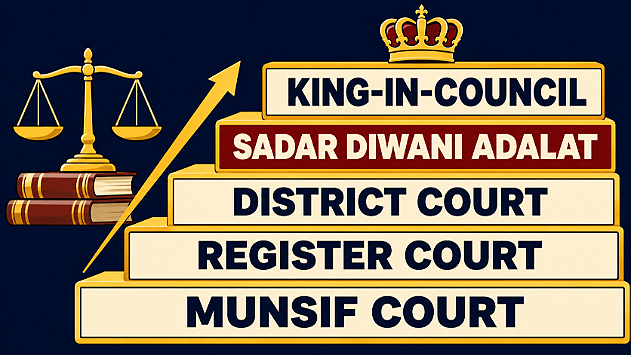 KING-IN-COUNCIL
SADAR DIWANI ADALAT
DISTRICT COURT
REGISTER COURT
MUNSIF COURT